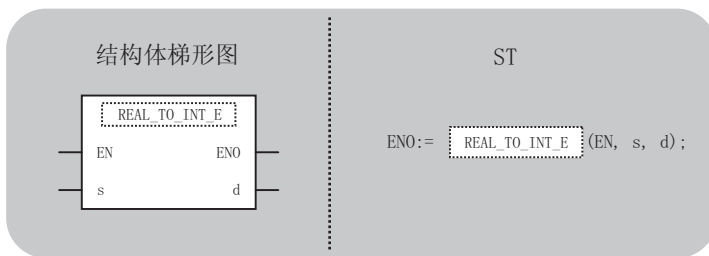 结构体梯形图
REAL_TO_INT_E
EN ENO
s d
ST
ENO:= REAL_TO_INT_E (EN, s, d);